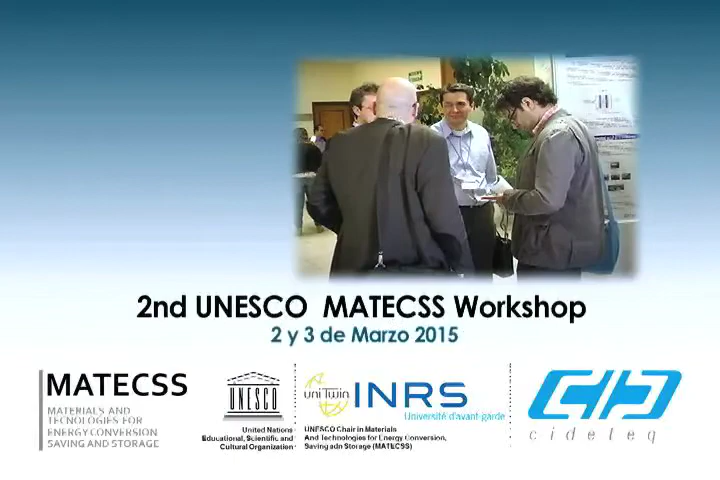 2nd UNESCO MATECSS Workshop
2 y 3 de Marzo 2015
MATECSS
MATERIALS AND
TECNOLOGIES FOR
ENERGY CONVERSION
SAVING AND STORAGE
UNESCO
United Nations
Educational, Scientific and
Cultural Organization
uniTwin
INRS
Université d'avant-garde
UNESCO Chair in Materials
And Technologies for Energy Conversion,
Saving adn Storage (MATECSS)
cideteq